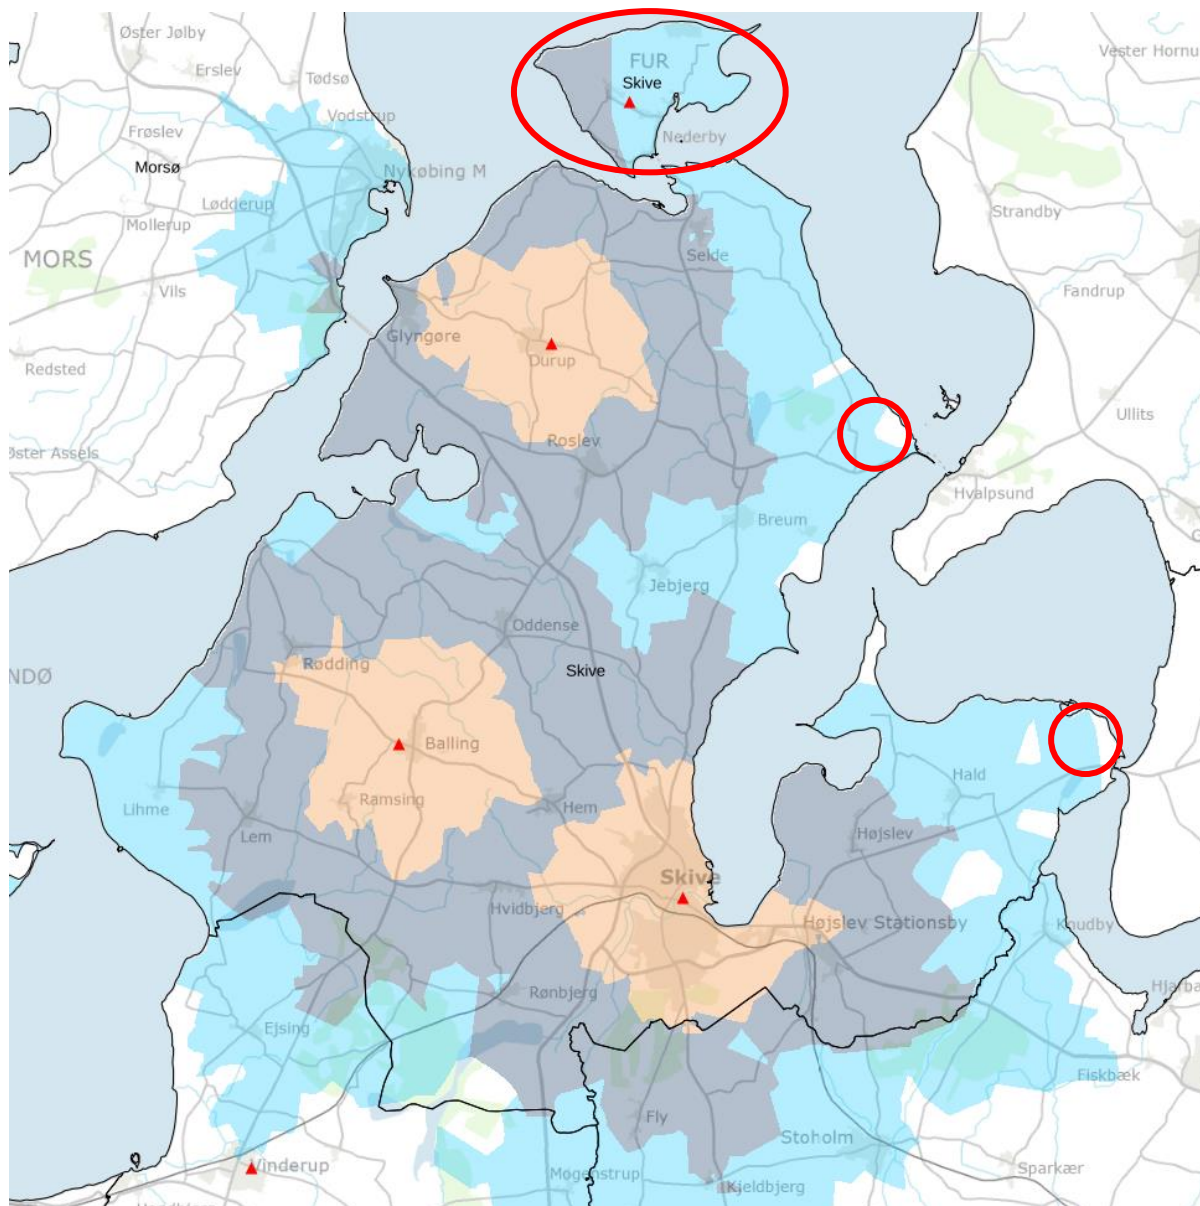 Øster Jølby
Erslev
Tødsø
Vodstrup
Frøslev
Morsø
Nykøbing M
Lødderup
Mollerup
MORS
Vils
Redsted
Øster Assels
FUR
Skive
Nederby
Vester Hornu
Strandby
Fandrup
Ullits
Hvalpsund
Selde
Glyngøre
Durup
Roslev
Breum
Jebjerg
Oddense
Skive
Rødding
NDØ
Balling
Ramsing
Hem
Lihme
Lem
Hald
Højslev
Skive
Hvidbjerg
Højslev Stationsby
Knudby
Rønbjerg
Hjarba
Ejsing
Fiskbæk
Fly
Stoholm
Vinderup
Mogenstrup
Kjeldbjerg
Sparkær